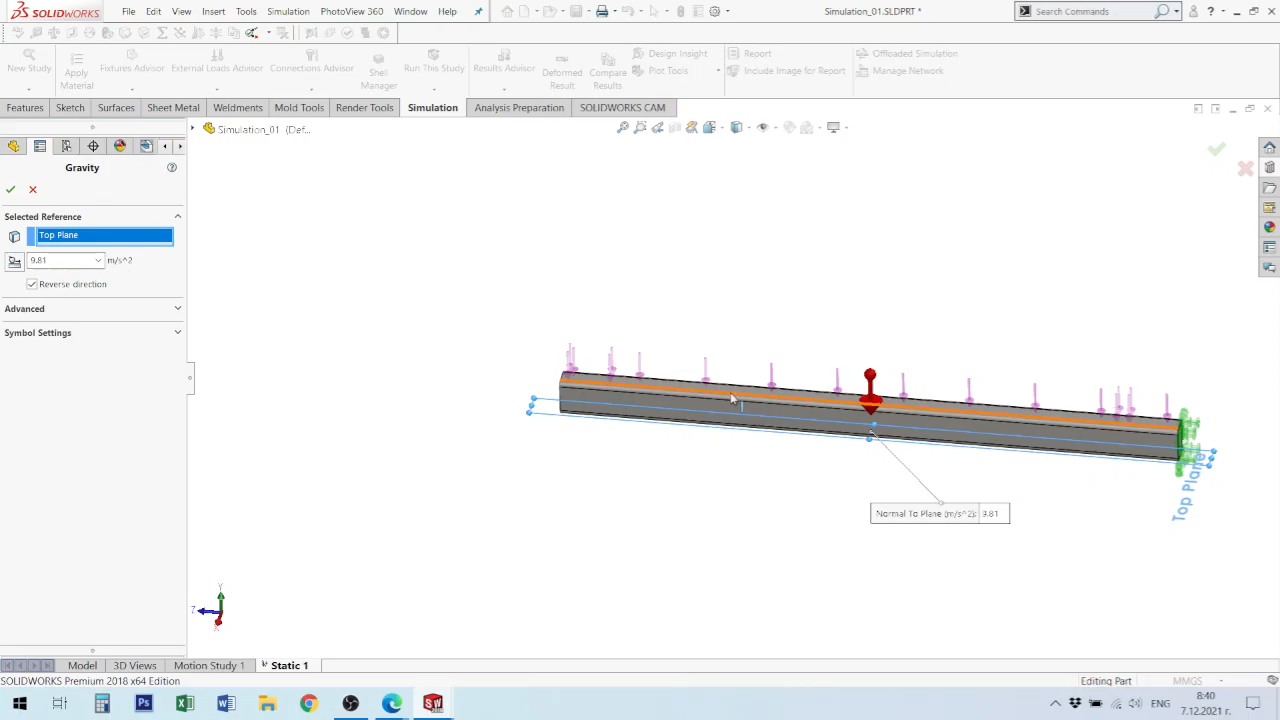 SOLIDWORKS
File Edit View Insert Tools Simulation PhotoView 360 Window Help
Simulation_01.SLDPRT *
Search Commands
New Study
Apply Material
Fixtures Advisor
External Loads Advisor
Connections Advisor
Shell Manager
Run This Study
Results Advisor
Deformed Result
Compare Results
Design Insight
Plot Tools
Report
Include Image for Report
Offloaded Simulation
Manage Network
Features Sketch Surfaces Sheet Metal Weldments Mold Tools Render Tools Simulation Analysis Preparation SOLIDWORKS CAM
Simulation_01 (Def...
Gravity
Selected Reference
Top Plane
9.81 m/s^2
Reverse direction
Advanced
Symbol Settings
Normal To Plane (m/s^2): 9.81
Top Plane
Y
Z
X
Model 3D Views Motion Study 1 Static 1
SOLIDWORKS Premium 2018 x64 Edition
Editing Part
MMGS
ENG
8:40
7.12.2021 г.